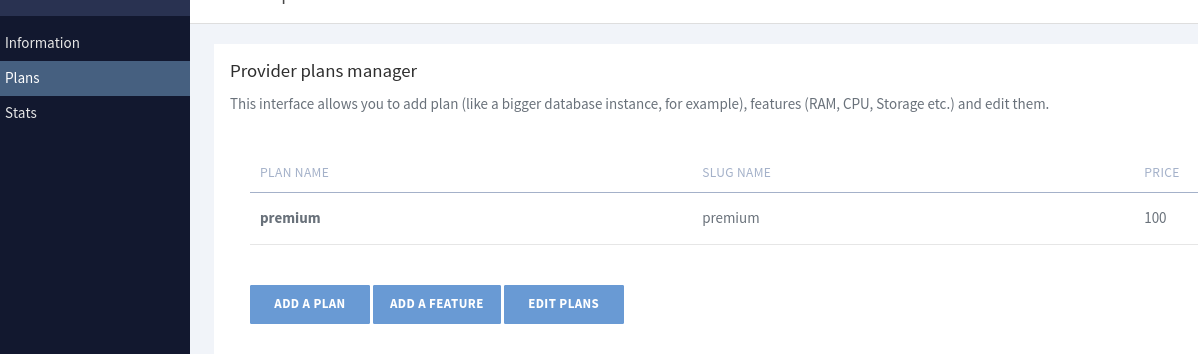 Information
Plans
Stats
Provider plans manager
This interface allows you to add plan (like a bigger database instance, for example), features (RAM, CPU, Storage etc.) and edit them.
PLAN NAME SLUG NAME PRICE
premium premium 100
ADD A PLAN ADD A FEATURE EDIT PLANS